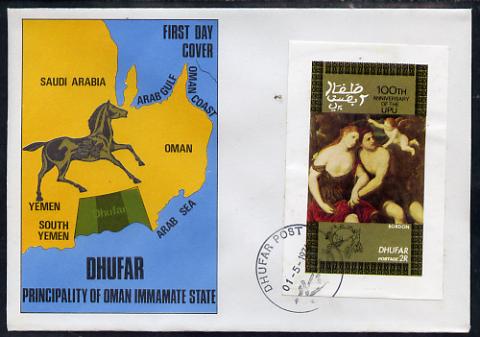 FIRST DAY
COVER
SAUDI ARABIA
ARAB GULF
OMAN
COAST
OMAN
Dhufar
YEMEN
SOUTH
YEMEN
ARAB SEA
DHUFAR
PRINCIPALITY OF OMAN IMMAMATE STATE
100TH
ANNIVERSARY
OF THE
UPU
BORDON
DHUFAR
POSTAGE 2R
DHUFAR POST
01-5-197